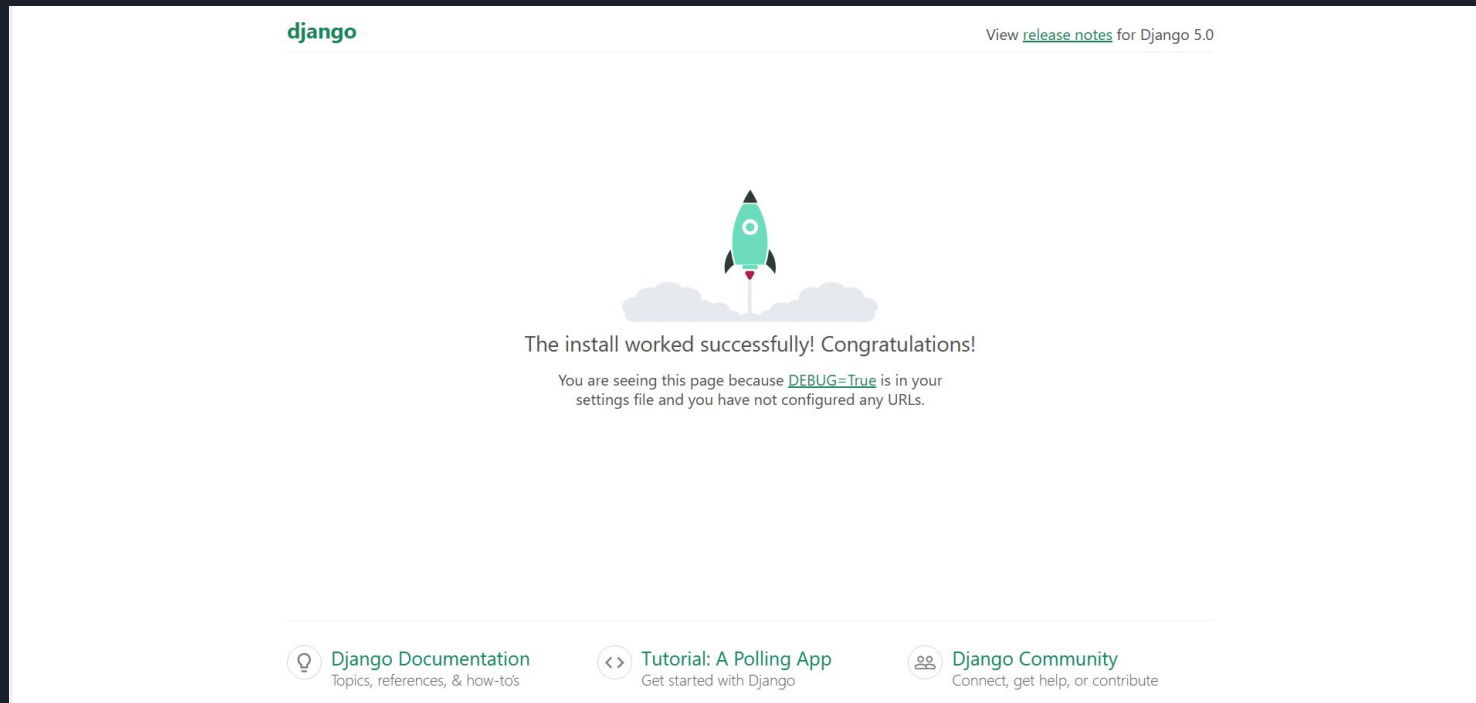 django
View release notes for Django 5.0
The install worked successfully! Congratulations!
You are seeing this page because DEBUG=True is in your
settings file and you have not configured any URLs.
Django Documentation
Topics, references, & how-to’s
Tutorial: A Polling App
Get started with Django
Django Community
Connect, get help, or contribute